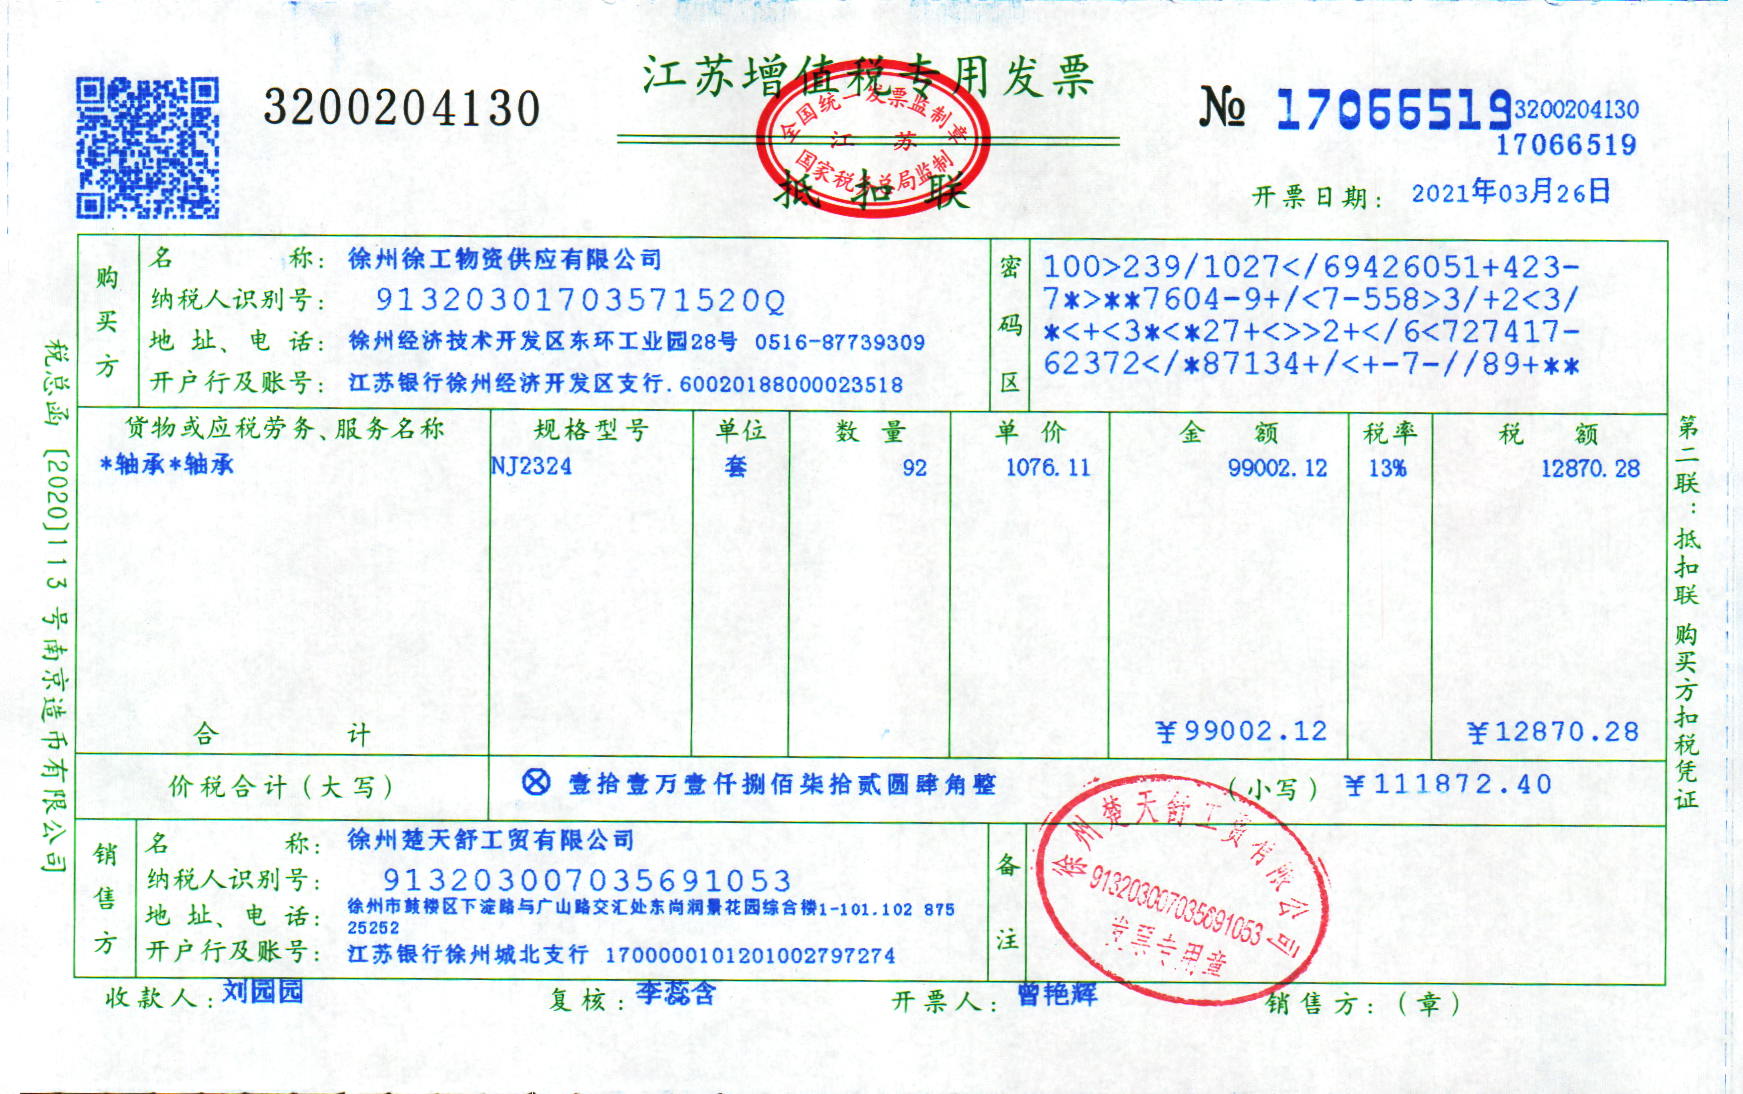 江苏增值税专用发票
3200204130
№ 17066519
3200204130
17066519
全国统一发票监制章
江 苏
国家税务总局监制
抵 扣 联
开票日期： 2021年03月26日
购买方
名 称： 徐州徐工物资供应有限公司
纳税人识别号： 91320301703571520Q
地 址、电 话： 徐州经济技术开发区东环工业园28号 0516-87739309
开户行及账号： 江苏银行徐州经济开发区支行.60020188000023518
密码区
100>239/1027</69426051+423-
7*>**7604-9+/<7-558>3/+2<3/
*<+<3*<*27+<>>2+</6<727417-
62372</*87134+/<+-7-//89+**
货物或应税劳务、服务名称 规格型号 单位 数 量 单 价 金 额 税率 税 额
*轴承*轴承 NJ2324 套 92 1076.11 99002.12 13% 12870.28
合 计 ¥99002.12 ¥12870.28
价税合计（大写） ⊗ 壹拾壹万壹仟捌佰柒拾贰圆肆角整 （小写）¥111872.40
销售方
名 称： 徐州楚天舒工贸有限公司
纳税人识别号： 913203007035691053
地 址、电 话： 徐州市鼓楼区下淀路与广山路交汇处东尚润景花园综合楼1-101.102 875
25252
开户行及账号： 江苏银行徐州城北支行 17000001012010027​97274
备注
徐州楚天舒工贸有限公司
913203007035691053
发票专用章
收款人：刘园园 复核：李蕊含 开票人：曾艳辉 销售方：（章）
税总函［2020］113号南京造币有限公司
第二联：抵扣联 购买方扣税凭证